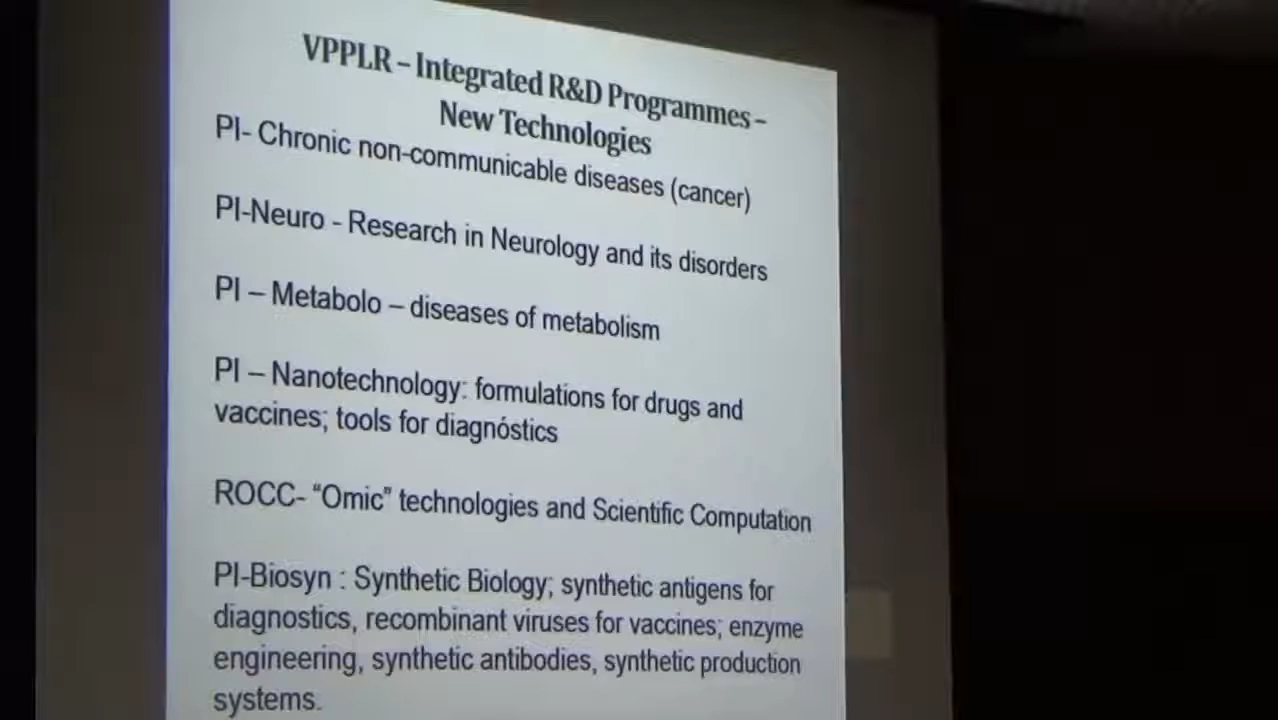 VPPLR – Integrated R&D Programmes –
New Technologies
PI- Chronic non-communicable diseases (cancer)
PI-Neuro - Research in Neurology and its disorders
PI – Metabolo – diseases of metabolism
PI – Nanotechnology: formulations for drugs and
vaccines; tools for diagnóstics
ROCC- “Omic” technologies and Scientific Computation
PI-Biosyn : Synthetic Biology; synthetic antigens for
diagnostics, recombinant viruses for vaccines; enzyme
engineering, synthetic antibodies, synthetic production
systems.